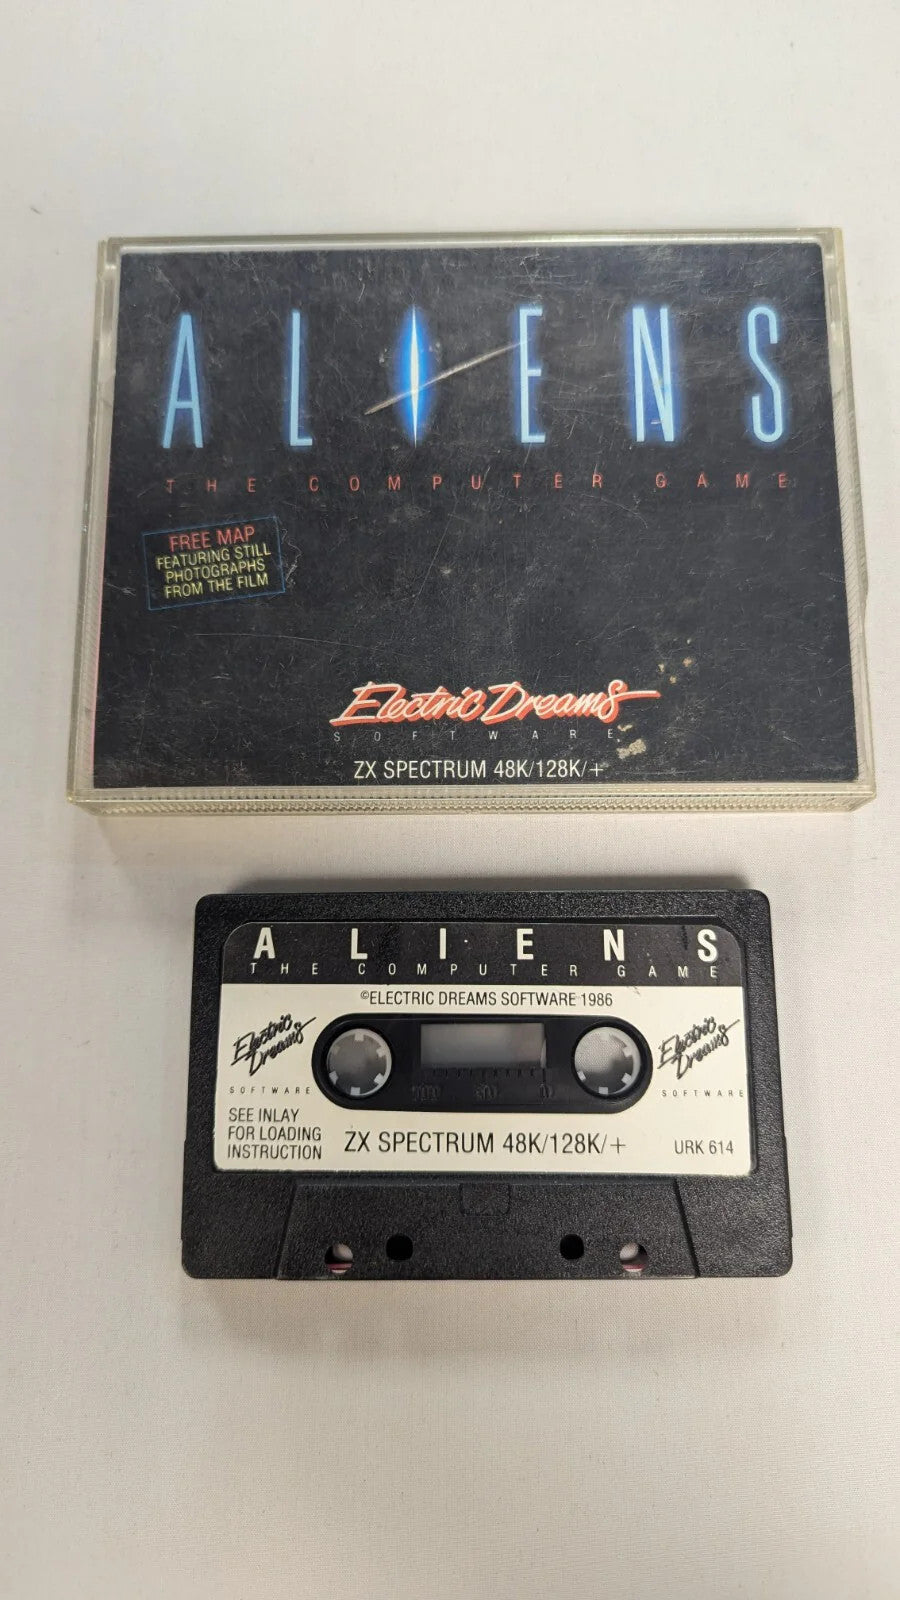 ALIENS
THE COMPUTER GAME
FREE MAP
FEATURING STILL
PHOTOGRAPHS
FROM THE FILM
Electric Dreams
SOFTWARE
ZX SPECTRUM 48K/128K/+
ALIENS
THE COMPUTER GAME
©ELECTRIC DREAMS SOFTWARE 1986
Electric
Dreams
SOFTWARE
Electric
Dreams
SOFTWARE
SEE INLAY
FOR LOADING
INSTRUCTION
ZX SPECTRUM 48K/128K/+
URK 614